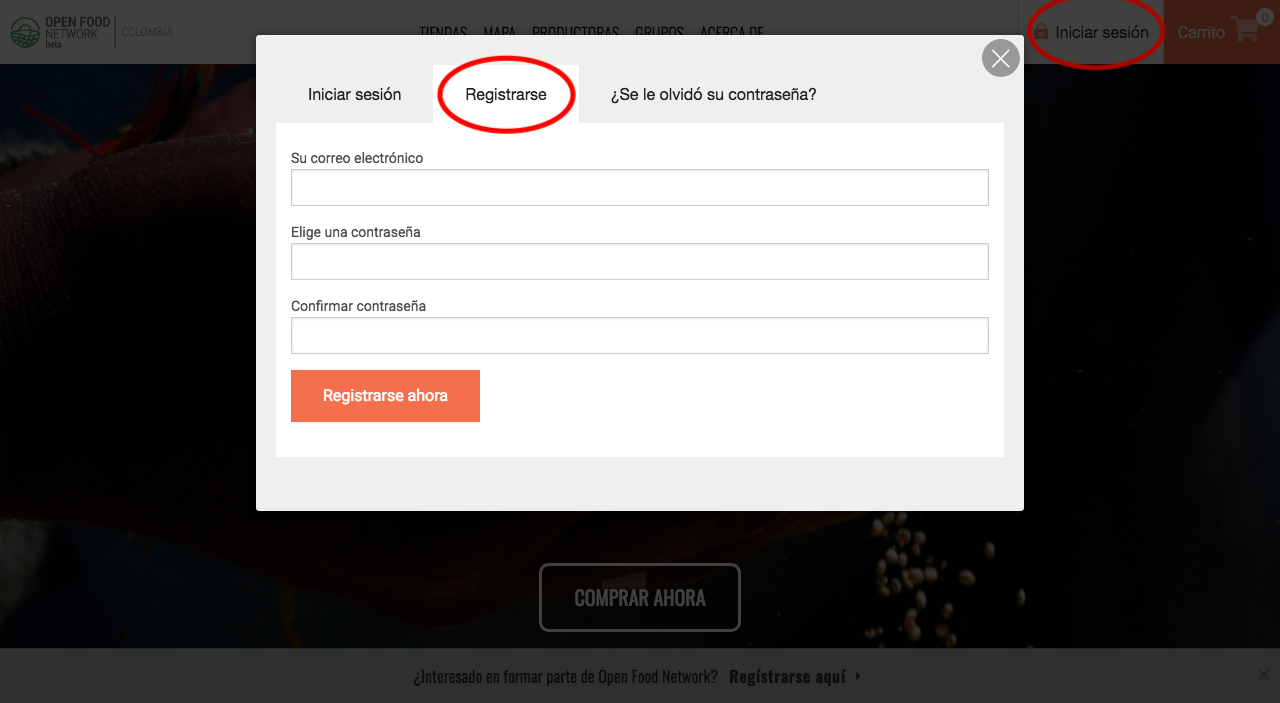 OPEN FOOD
NETWORK
beta
COLOMBIA
TIENDAS MAPA PRODUCTORAS GRUPOS ACERCA DE
Iniciar sesión
Carrito
0
Iniciar sesión
Registrarse
¿Se le olvidó su contraseña?
Su correo electrónico
Elige una contraseña
Confirmar contraseña
Registrarse ahora
COMPRAR AHORA
¿Interesado en formar parte de Open Food Network? Regístrarse aquí